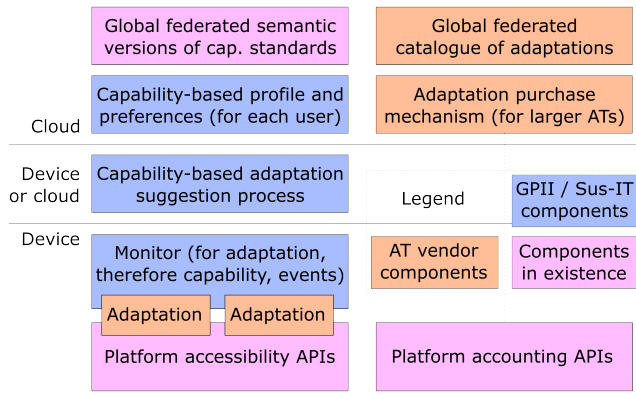 Global federated semantic
versions of cap. standards
Global federated
catalogue of adaptations
Capability-based profile and
preferences (for each user)
Adaptation purchase
mechanism (for larger ATs)
Cloud
Device
or cloud
Capability-based adaptation
suggestion process
Legend
GPII / Sus-IT
components
Device
Monitor (for adaptation,
therefore capability, events)
AT vendor
components
Components
in existence
Adaptation
Adaptation
Platform accessibility APIs
Platform accounting APIs